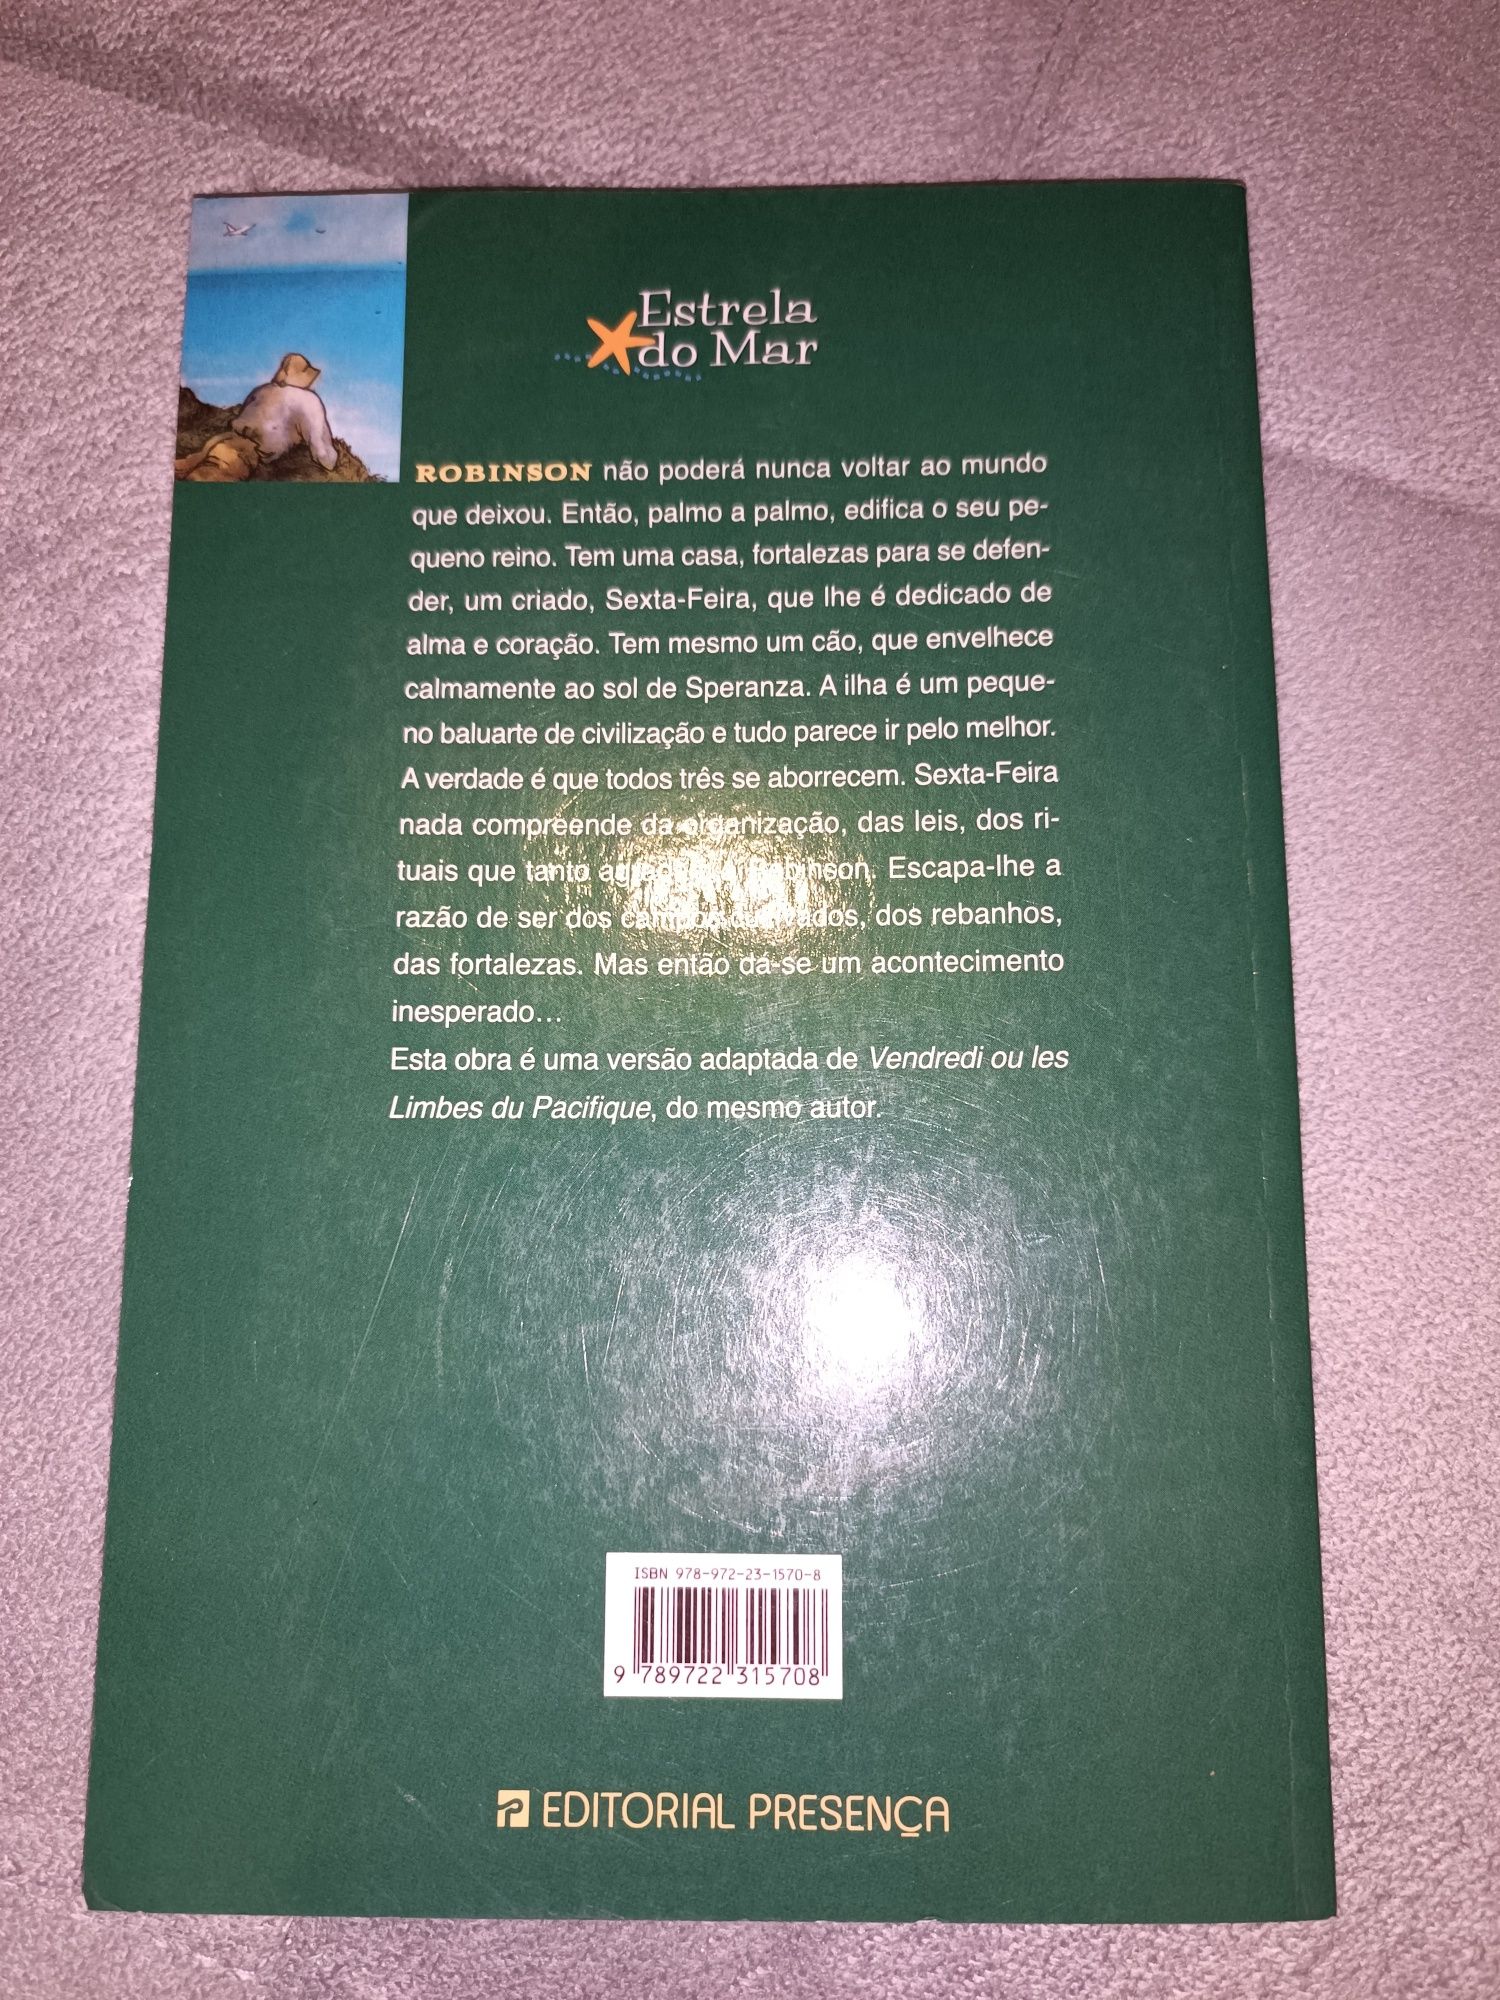 Estrela
do Mar
ROBINSON não poderá nunca voltar ao mundo
que deixou. Então, palmo a palmo, edifica o seu pe-
queno reino. Tem uma casa, fortalezas para se defen-
der, um criado, Sexta-Feira, que lhe é dedicado de
alma e coração. Tem mesmo um cão, que envelhece
calmamente ao sol de Speranza. A ilha é um peque-
no baluarte de civilização e tudo parece ir pelo melhor.
A verdade é que todos três se aborrecem. Sexta-Feira
nada compreende da organização, das leis, dos ri-
tuais que tanto Robinson. Escapa-lhe a
razão de ser dos campos cultivados, dos rebanhos,
das fortalezas. Mas então dá-se um acontecimento
inesperado...
Esta obra é uma versão adaptada de Vendredi ou les
Limbes du Pacifique, do mesmo autor.
ISBN 978-972-23-1570-8
9 789722 315708
EDITORIAL PRESENÇA